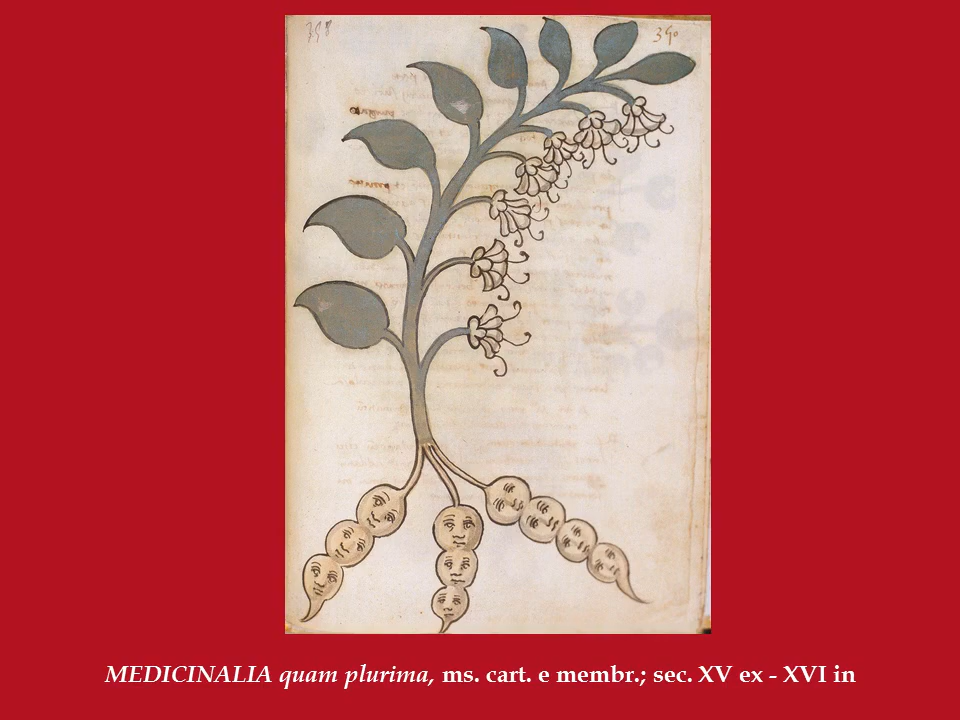 358
390
MEDICINALIA quam plurima, ms. cart. e membr.; sec. XV ex - XVI in